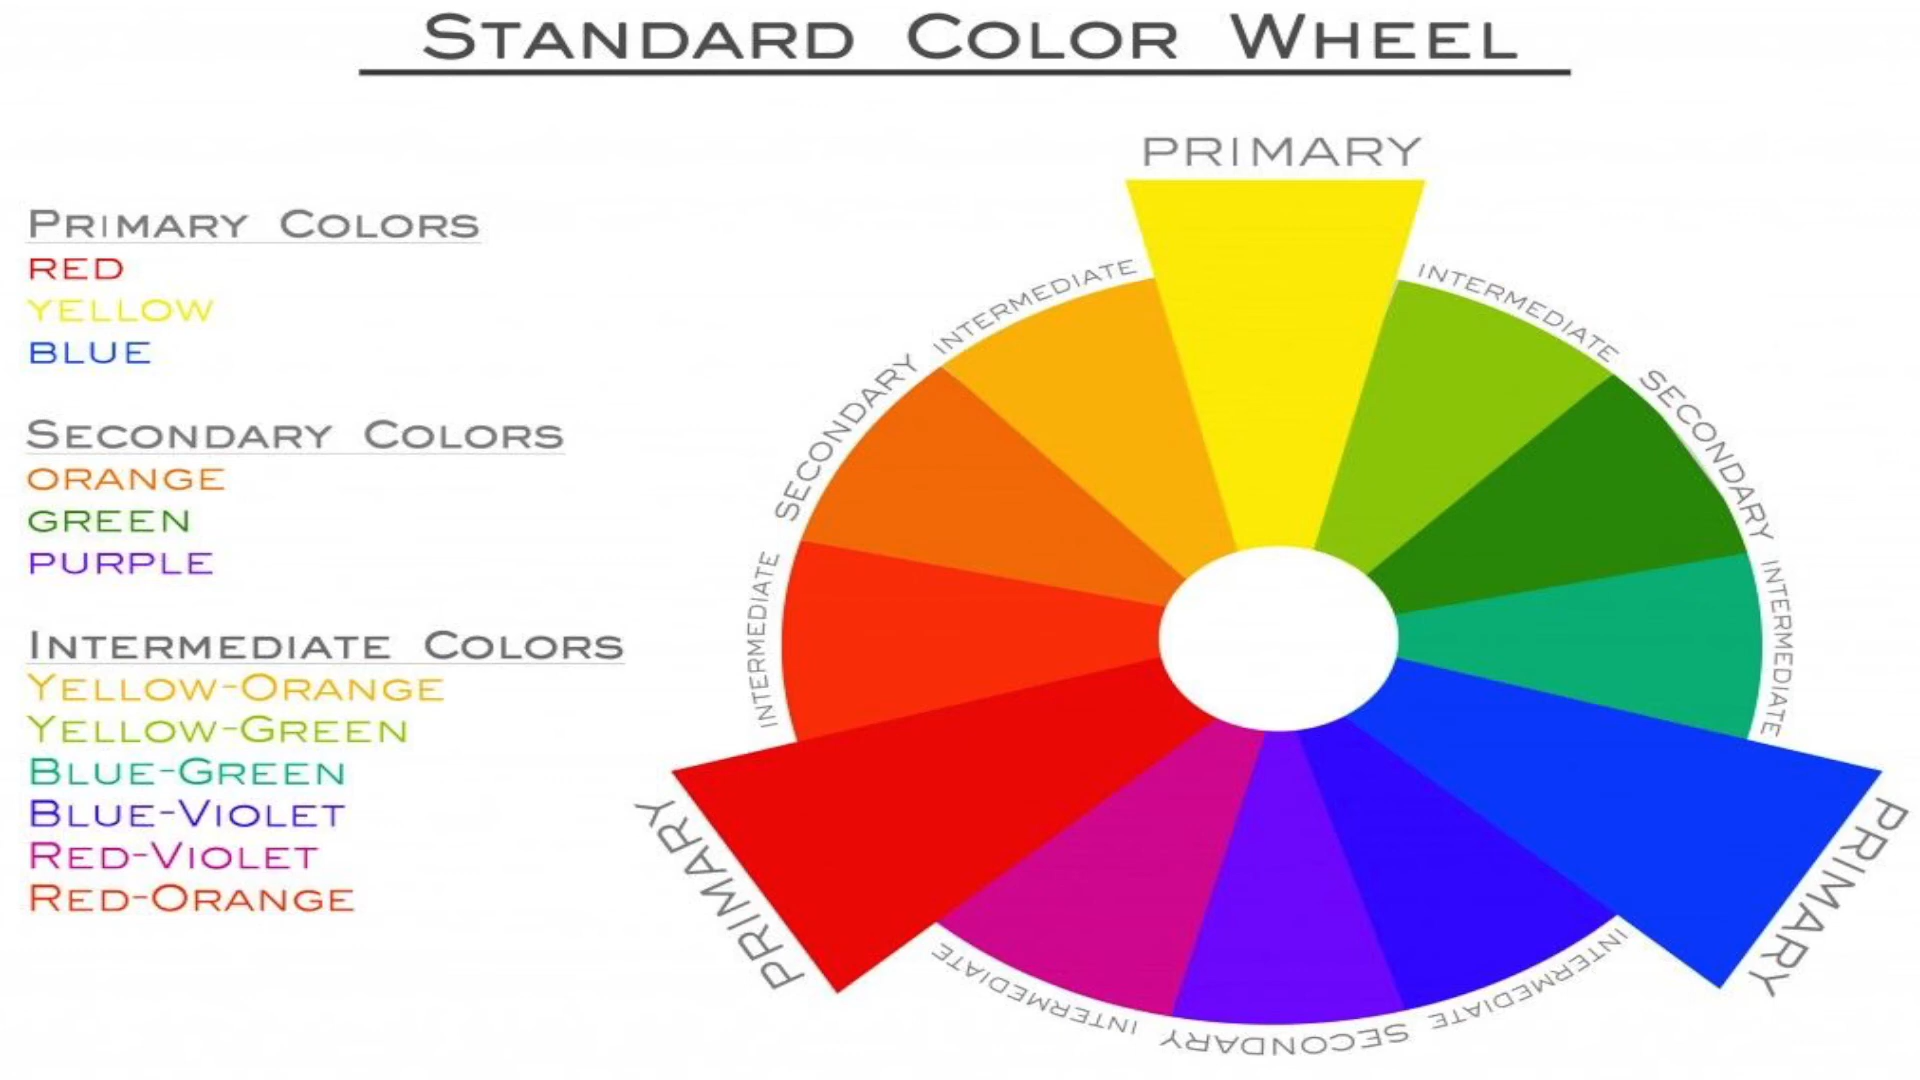 STANDARD COLOR WHEEL
PRIMARY COLORS
RED
YELLOW
BLUE
SECONDARY COLORS
ORANGE
GREEN
PURPLE
INTERMEDIATE COLORS
YELLOW-ORANGE
YELLOW-GREEN
BLUE-GREEN
BLUE-VIOLET
RED-VIOLET
RED-ORANGE
PRIMARY
INTERMEDIATE
SECONDARY
INTERMEDIATE
PRIMARY
INTERMEDIATE
SECONDARY
INTERMEDIATE
PRIMARY
INTERMEDIATE
SECONDARY
INTERMEDIATE